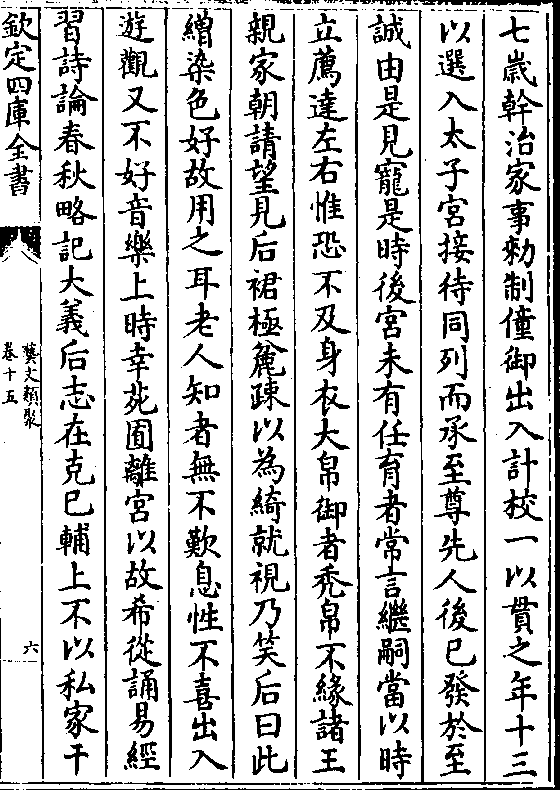 七歳幹治家事勑制僮御出入計校一以貫之年十三
以選入太子宮接待同列而承至尊先人後已發於至
誠由是見寵是時後宮未有任育者常言繼嗣當以時
立薦達左右惟恐不及身衣大帛御者禿帛不緣諸王
親家朝請望見后裙極麄踈以為綺就視乃笑后曰此
繒染色好故用之耳老人知者無不歎息性不喜出入
遊觀又不好音樂上時幸苑囿離宮以故希從誦易經
習詩論春秋略記大義后志在克已輔上不以私家干
欽定四庫全書
藝文類聚
卷十五
六